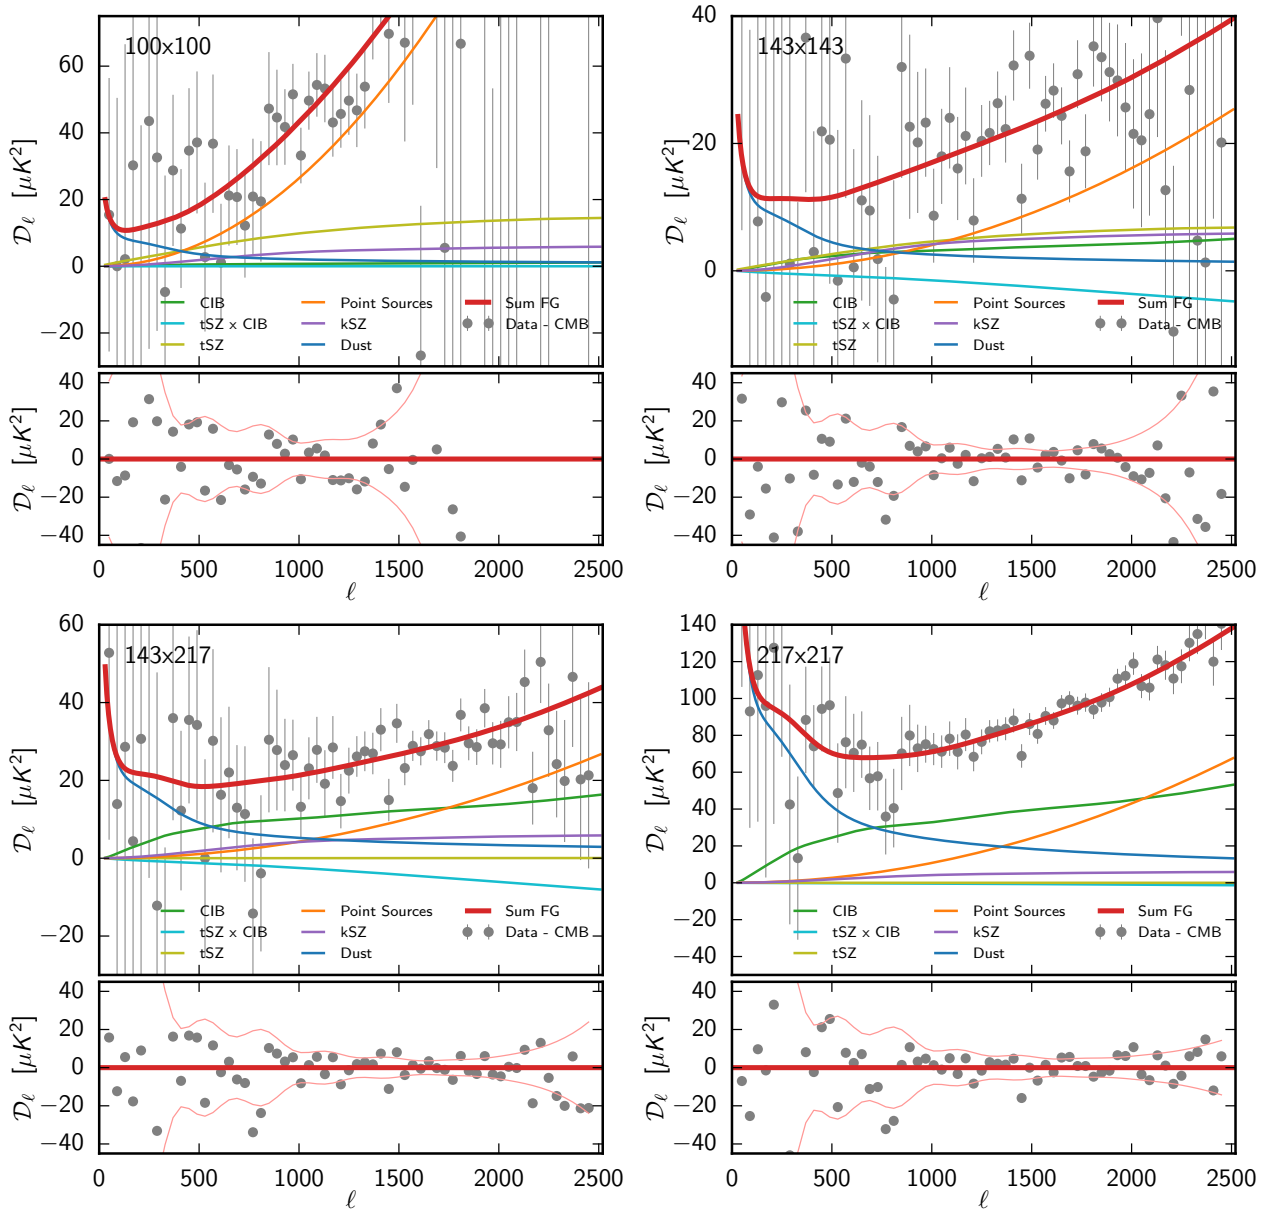 100x100
𝒟ℓ [μK²]
60
40
20
0
−20
CIB
tSZ x CIB
tSZ
Point Sources
kSZ
Dust
Sum FG
Data - CMB
𝒟ℓ [μK²]
40
20
0
−20
−40
0 500 1000 1500 2000 2500
ℓ
143x143
𝒟ℓ [μK²]
40
20
0
CIB
tSZ x CIB
tSZ
Point Sources
kSZ
Dust
Sum FG
Data - CMB
𝒟ℓ [μK²]
40
20
0
−20
−40
0 500 1000 1500 2000 2500
ℓ
143x217
𝒟ℓ [μK²]
60
40
20
0
−20
CIB
tSZ x CIB
tSZ
Point Sources
kSZ
Dust
Sum FG
Data - CMB
𝒟ℓ [μK²]
40
20
0
−20
−40
0 500 1000 1500 2000 2500
ℓ
217x217
𝒟ℓ [μK²]
140
120
100
80
60
40
20
0
−20
−40
CIB
tSZ x CIB
tSZ
Point Sources
kSZ
Dust
Sum FG
Data - CMB
𝒟ℓ [μK²]
40
20
0
−20
−40
0 500 1000 1500 2000 2500
ℓ